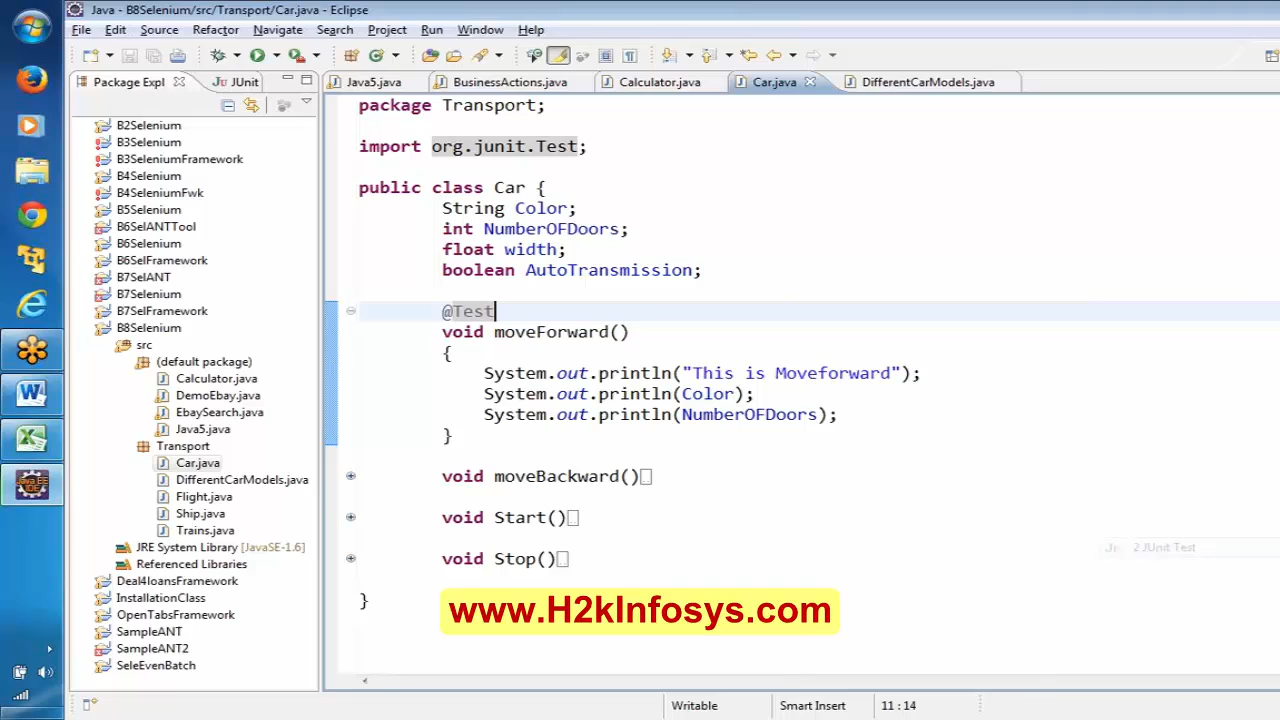 Java - B8Selenium/src/Transport/Car.java - Eclipse
File Edit Source Refactor Navigate Search Project Run Window Help
Package Expl JUnit
Java5.java BusinessActions.java Calculator.java Car.java DifferentCarModels.java
B2Selenium
B3Selenium
B3SeleniumFramework
B4Selenium
B4SeleniumFwk
B5Selenium
B6SelANTTool
B6Selenium
B6SelFramework
B7SelANT
B7Selenium
B7SelFramework
B8Selenium
src
(default package)
Calculator.java
DemoEbay.java
EbaySearch.java
Java5.java
Transport
Car.java
DifferentCarModels.java
Flight.java
Ship.java
Trains.java
JRE System Library [JavaSE-1.6]
Referenced Libraries
Deal4loansFramework
InstallationClass
OpenTabsFramework
SampleANT
SampleANT2
SeleEvenBatch
package Transport;
import org.junit.Test;
public class Car {
String Color;
int NumberOFDoors;
float width;
boolean AutoTransmission;
@Test
void moveForward()
{
System.out.println("This is Moveforward");
System.out.println(Color);
System.out.println(NumberOFDoors);
}
void moveBackward()
void Start()
void Stop()
}
2 JUnit Test
www.H2kInfosys.com
Java EE
IDE
Writable Smart Insert 11 : 14